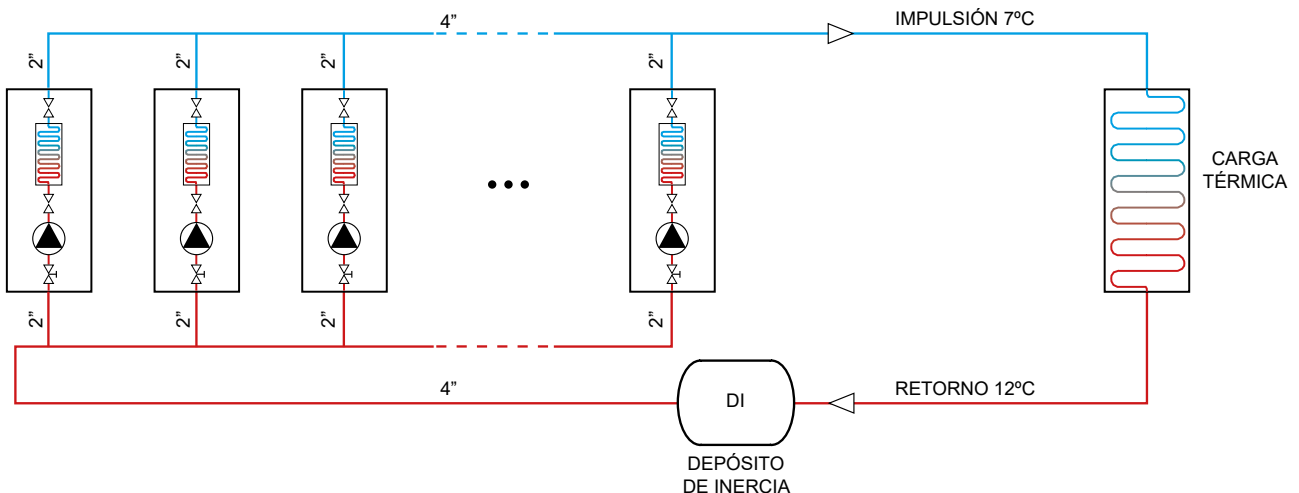 4”
IMPULSIÓN 7ºC
2”
2”
2”
2”
CARGA
TÉRMICA
2”
2”
2”
2”
4”
DI
RETORNO 12ºC
DEPÓSITO
DE INERCIA